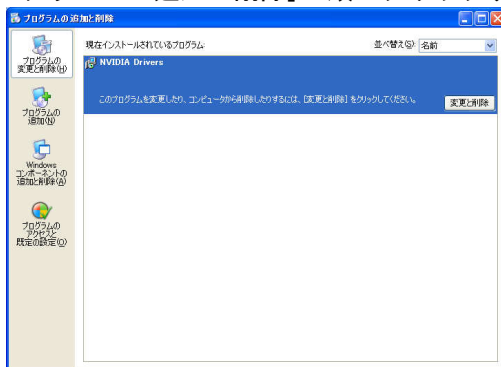 プログラムの追加と削除
現在インストールされているプログラム:
並べ替え(S):
名前
プログラムの
変更と削除(H)
NVIDIA Drivers
このプログラムを変更したり、コンピュータから削除したりするには、[変更と削除] をクリックしてください。
変更と削除
プログラムの
追加(N)
Windows
コンポーネントの
追加と削除(A)
プログラムの
アクセスと
既定の設定(O)